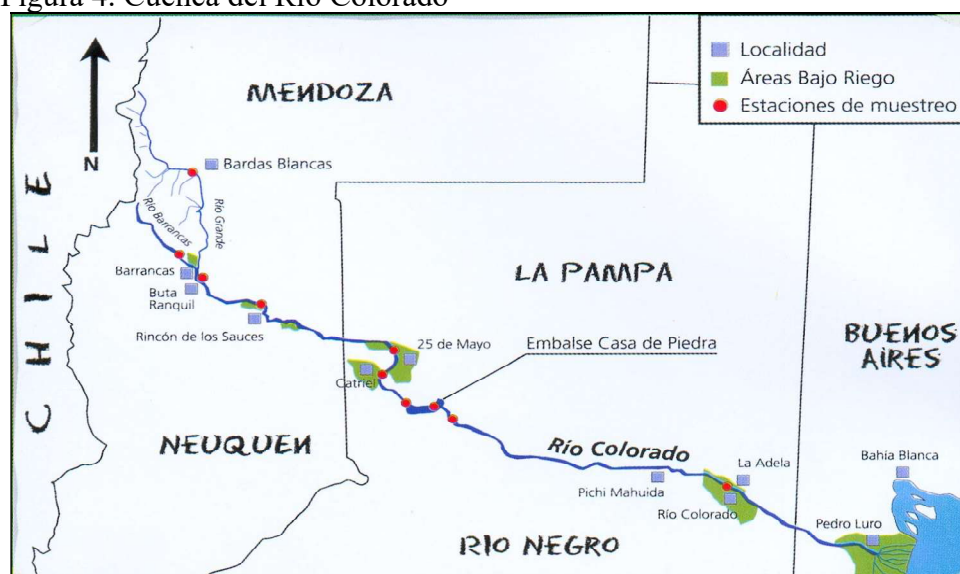 Figura 4. Cuenca del Río Colorado
Localidad
Áreas Bajo Riego
Estaciones de muestreo
MENDOZA
N
Bardas Blancas
CHILE
Río Barrancas
Río Grande
Barrancas
Buta
Ranquil
Rincón de los Sauces
LA PAMPA
25 de Mayo
Embalse Casa de Piedra
BUENOS
AIRES
Catriel
NEUQUEN
Río Colorado
La Adela
Bahía Blanca
Pichi Mahuida
Río Colorado
Pedro Luro
RIO NEGRO